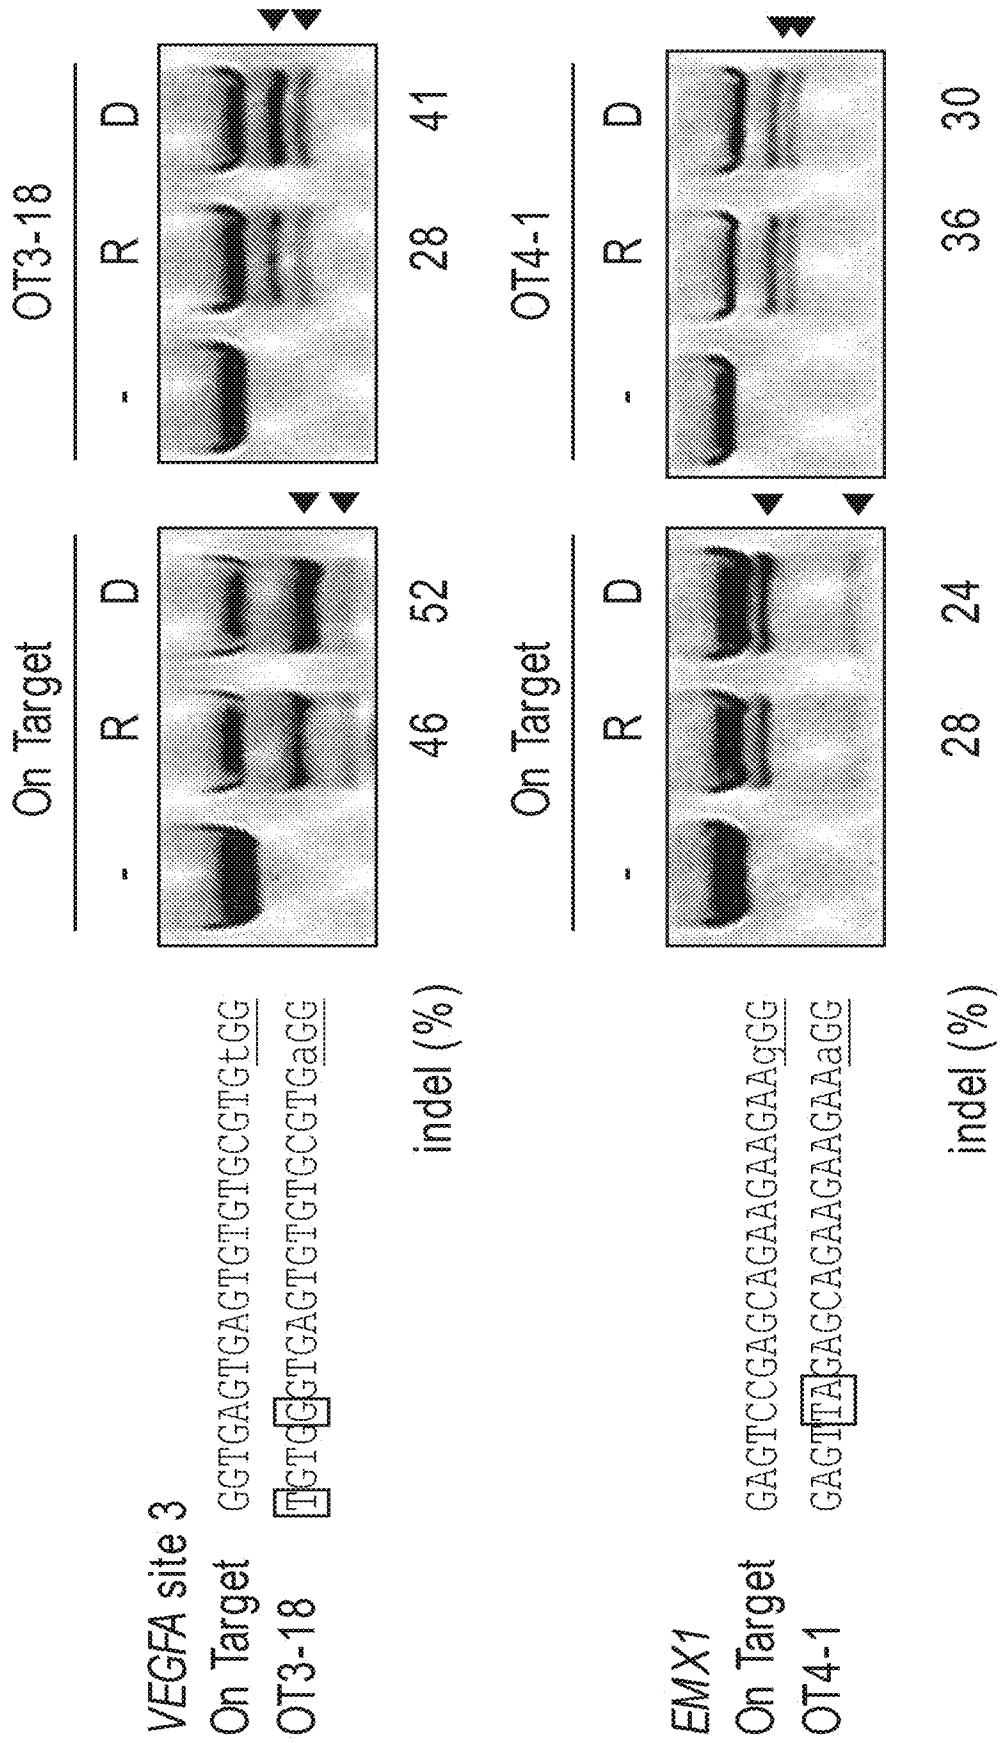 On Target OT3-18
- R D - R D
VEGFA site 3
On Target GGTGAGTGAGTGTGTGCGTGtGG
OT3-18 TGTGGGTGAGTGTGTGCGTGaGG
indel (%) 46 52 28 41
On Target OT4-1
- R D - R D
EMX1
On Target GAGTCCGAGCAGAAGAAGAAgGG
OT4-1 GAGTTAGAGCAGAAGAAGAAaGG
indel (%) 28 24 36 30